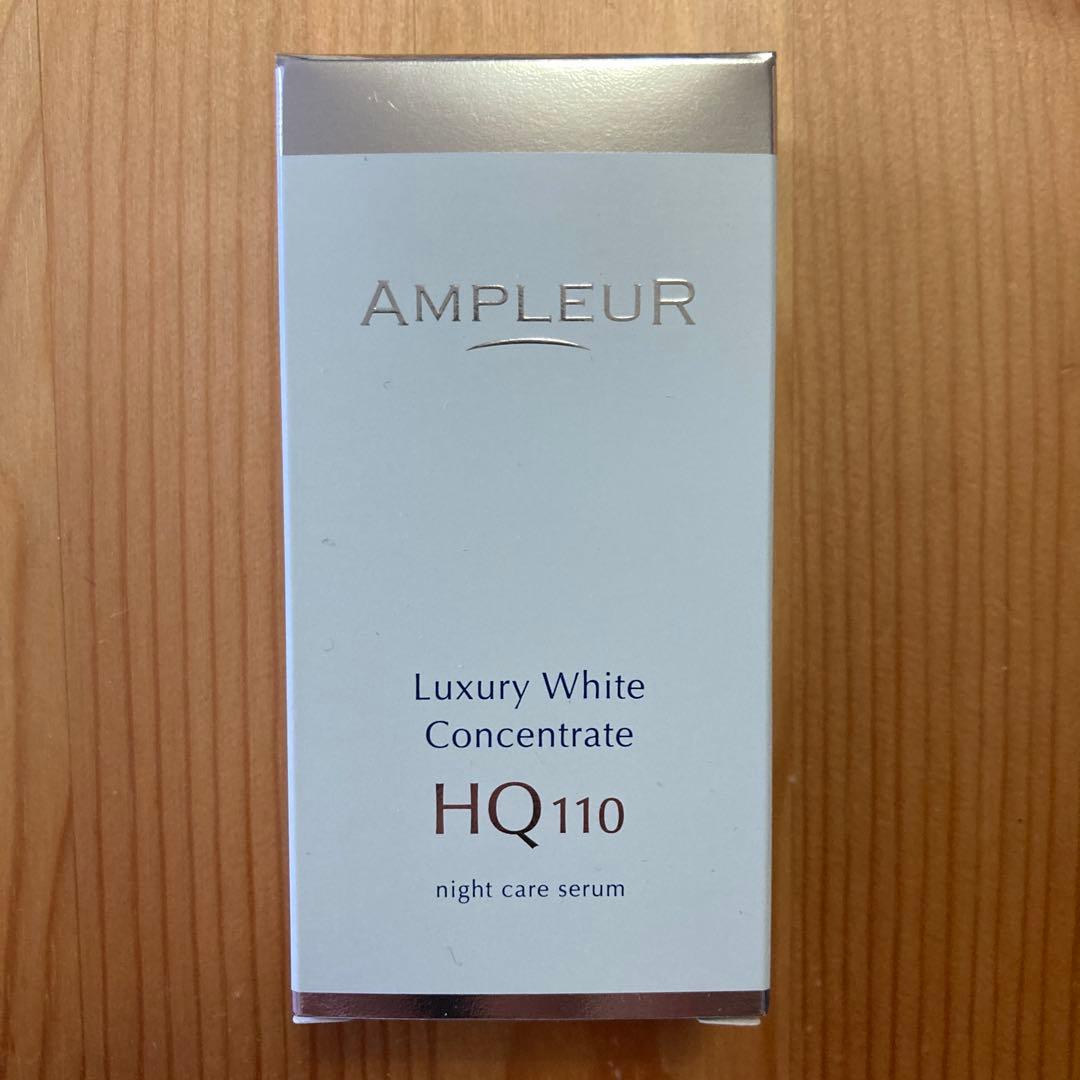 AMPLEUR
Luxury White
Concentrate
HQ110
night care serum